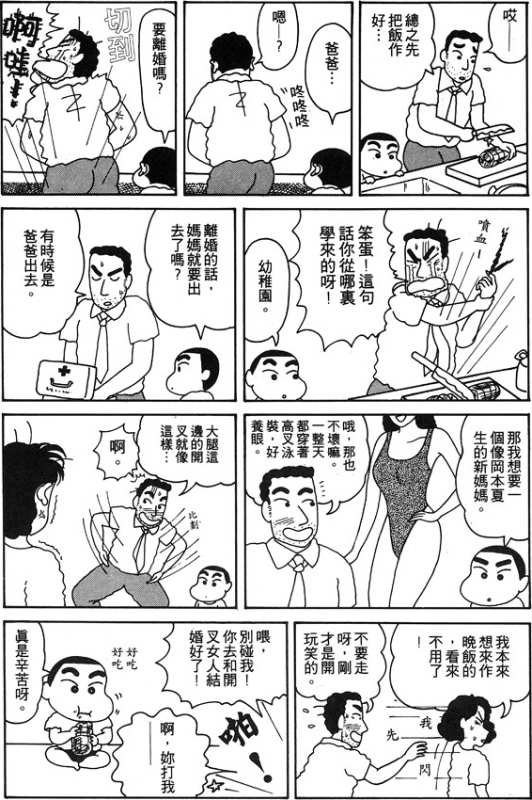 哎—
總之先
把飯作
好…
爸爸…
嗯
—?
咚咚咚
要離婚嗎?
切到
啊哇!!
噴血—
笨蛋!這句
話你從哪裏
學來的呀!
幼稚園。
離婚的話,
媽媽就要出
去了嗎?
有時候是
爸爸出去。
那我想要一
個像岡本夏
生的新媽媽。
哦,那也
不壞嘛。
一整天
都穿著
高叉泳
裝,好
養眼。
大腿這
邊的開
叉就像
這樣…
比劃
啊。
我本來
想來作
晚飯的
,看來
不用了
!
不要走
呀,剛
才是開
玩笑的。
我
先
閃
喂,
別碰我!
你去和開
叉女人結
婚好了!
啪!
啊,妳打我
—
好吃
好吃
真是辛苦呀。